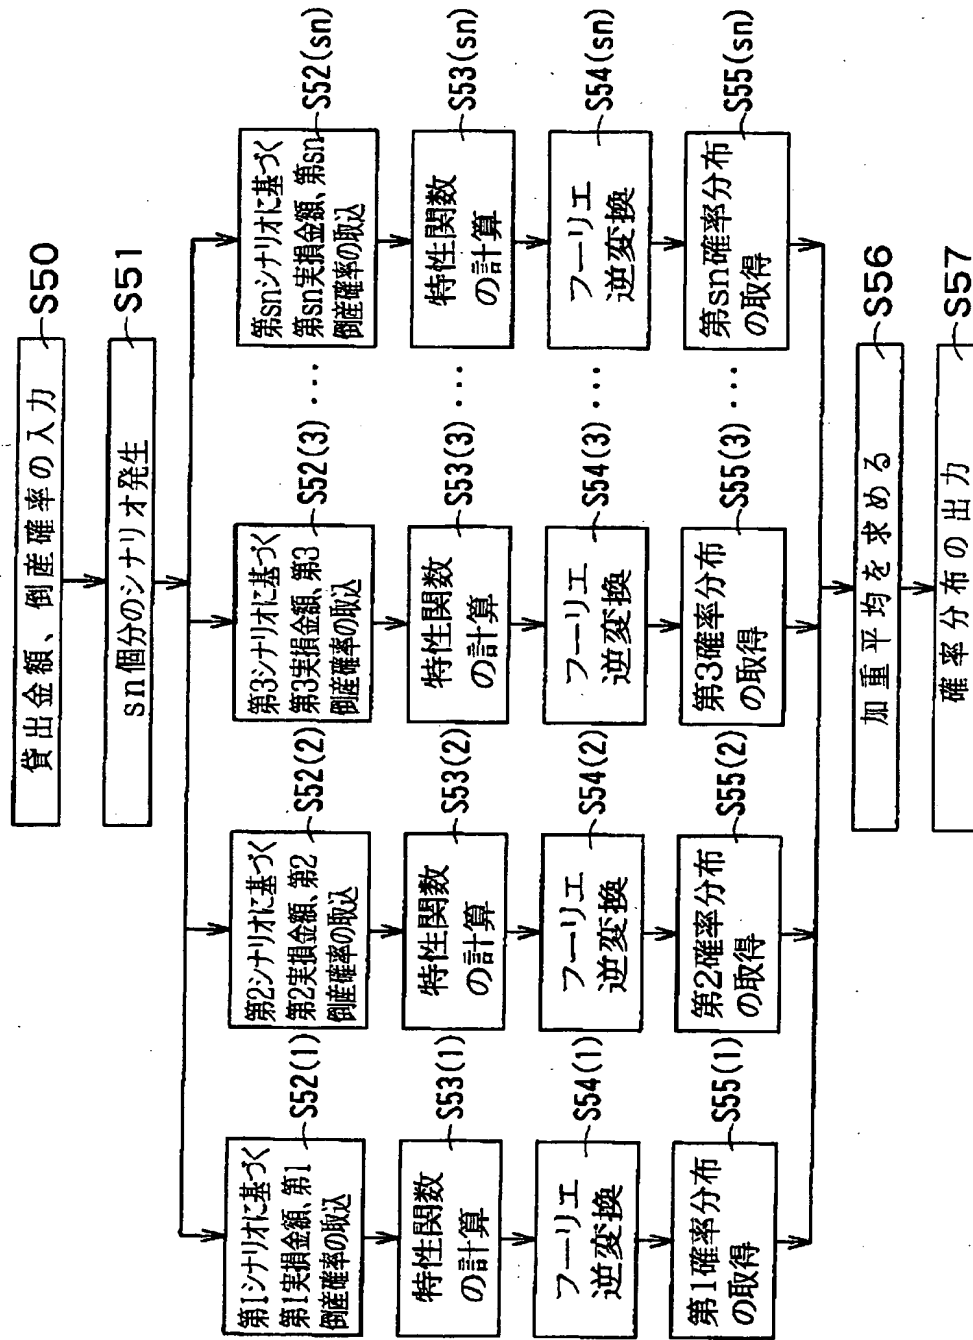 貸出金額、倒産確率の入力
S50
sn個分のシナリオ発生
S51
第1シナリオに基づく
第1実損金額、第1
倒産確率の取込
S52(1)
第2シナリオに基づく
第2実損金額、第2
倒産確率の取込
S52(2)
第3シナリオに基づく
第3実損金額、第3
倒産確率の取込
S52(3)
···
第snシナリオに基づく
第sn実損金額、第sn
倒産確率の取込
S52(sn)
特性関数
の計算
S53(1)
特性関数
の計算
S53(2)
特性関数
の計算
S53(3)
···
特性関数
の計算
S53(sn)
フーリエ
逆変換
S54(1)
フーリエ
逆変換
S54(2)
フーリエ
逆変換
S54(3)
···
フーリエ
逆変換
S54(sn)
第1確率分布
の取得
S55(1)
第2確率分布
の取得
S55(2)
第3確率分布
の取得
S55(3)
···
第sn確率分布
の取得
S55(sn)
加重平均を求める
S56
確率分布の出力
S57